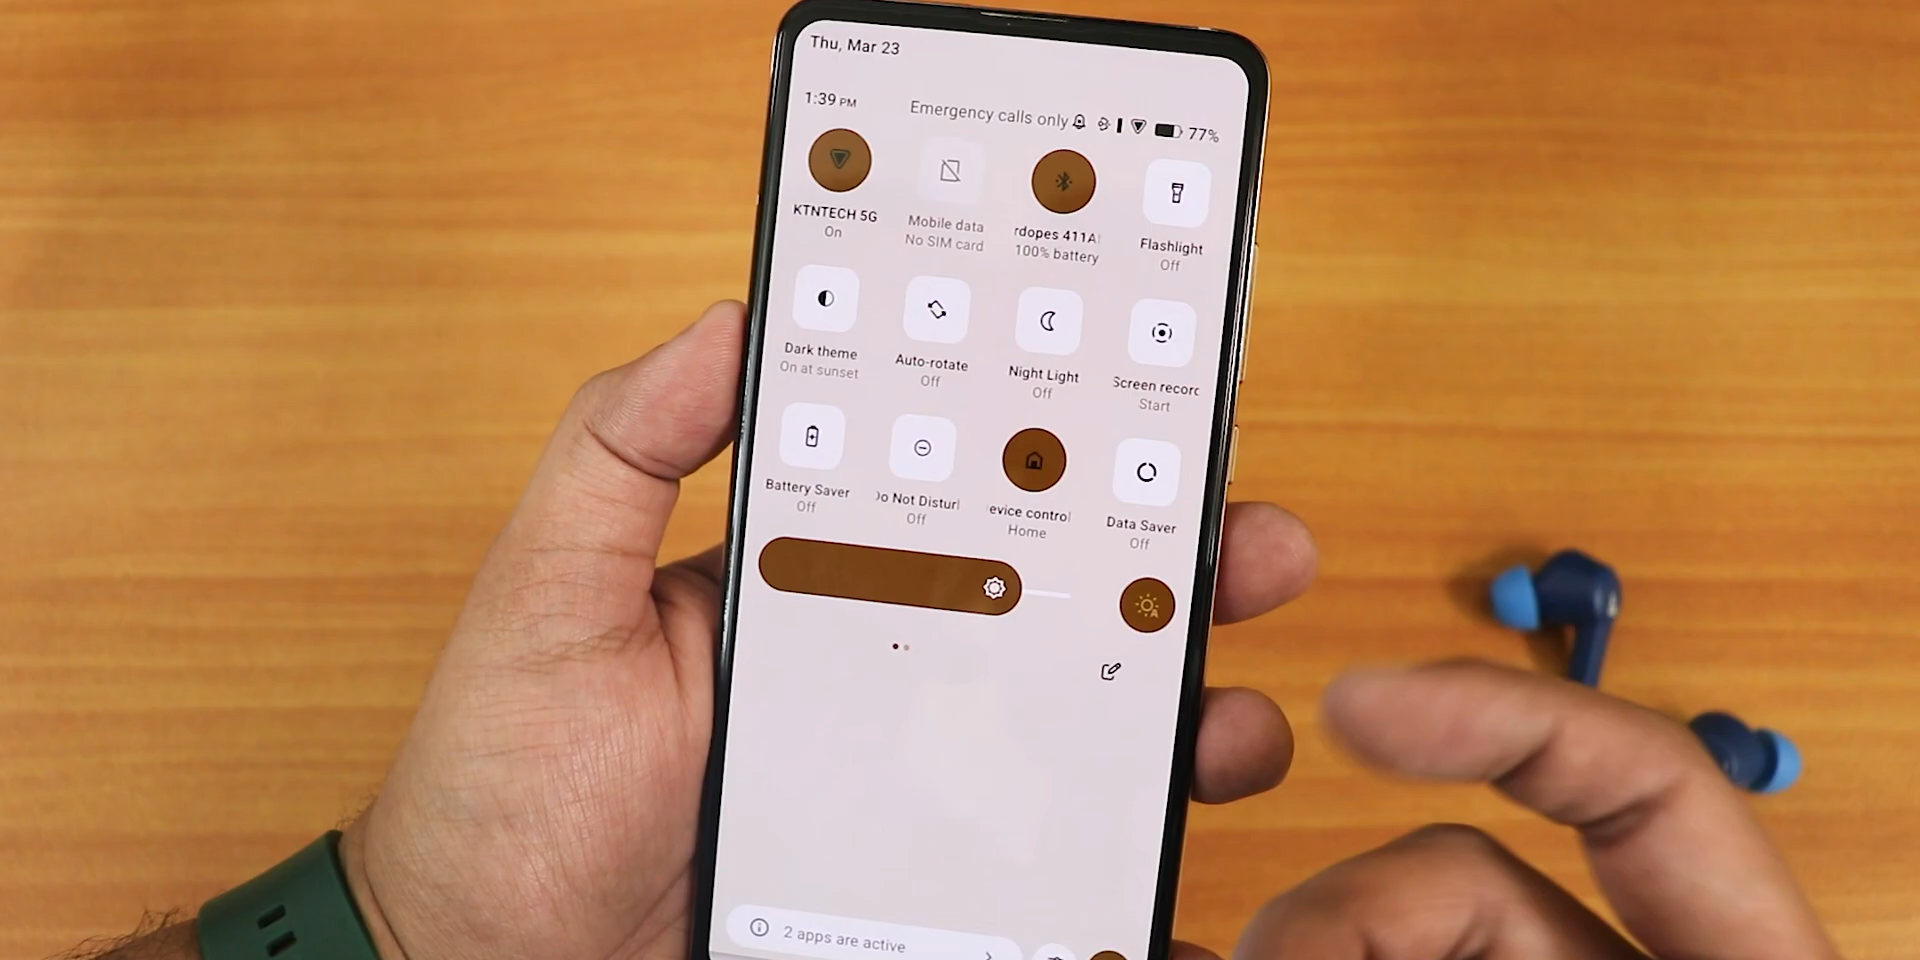 Thu, Mar 23
1:39 PM
Emergency calls only
77%
KTNTECH 5G
On
Mobile data
No SIM card
rdopes 411A
100% battery
Flashlight
Off
Dark theme
On at sunset
Auto-rotate
Off
Night Light
Off
Screen recor
Start
Battery Saver
Off
Do Not Distur
Off
evice control
Home
Data Saver
Off
2 apps are active